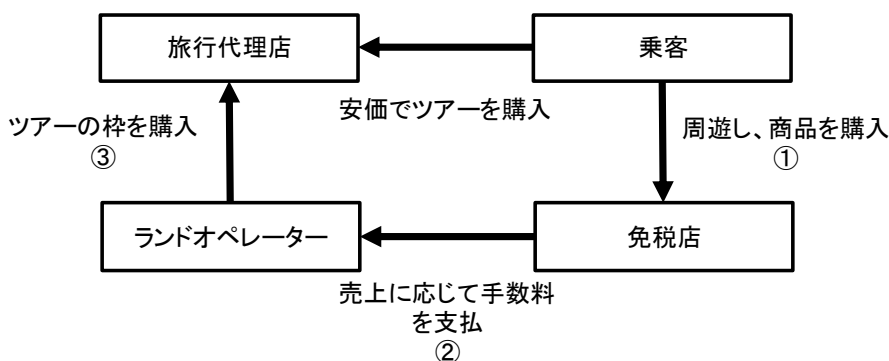 旅行代理店
乗客
安価でツアーを購入
ツアーの枠を購入
③
周遊し、商品を購入
①
ランドオペレーター
免税店
売上に応じて手数料
を支払
②